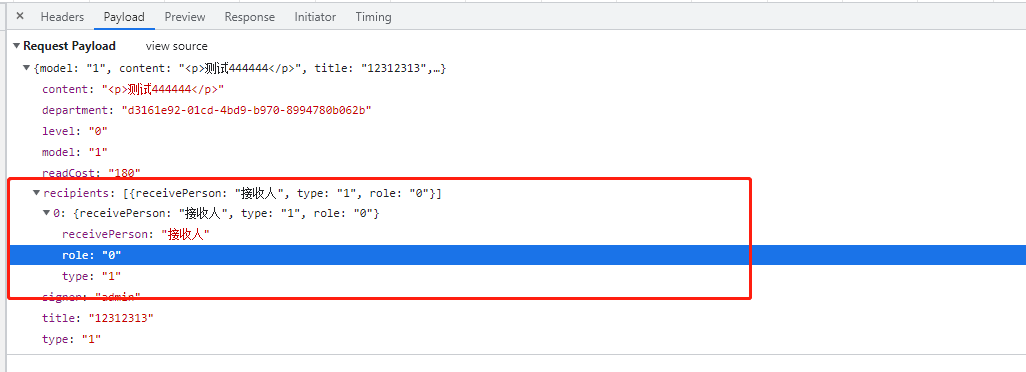 Headers Payload Preview Response Initiator Timing
Request Payload view source
{model: "1", content: "<p>测试444444</p>", title: "12312313",…}
content: "<p>测试444444</p>"
department: "d3161e92-01cd-4bd9-b970-8994780b062b"
level: "0"
model: "1"
readCost: "180"
recipients: [{receivePerson: "接收人", type: "1", role: "0"}]
0: {receivePerson: "接收人", type: "1", role: "0"}
receivePerson: "接收人"
role: "0"
type: "1"
signer: "admin"
title: "12312313"
type: "1"